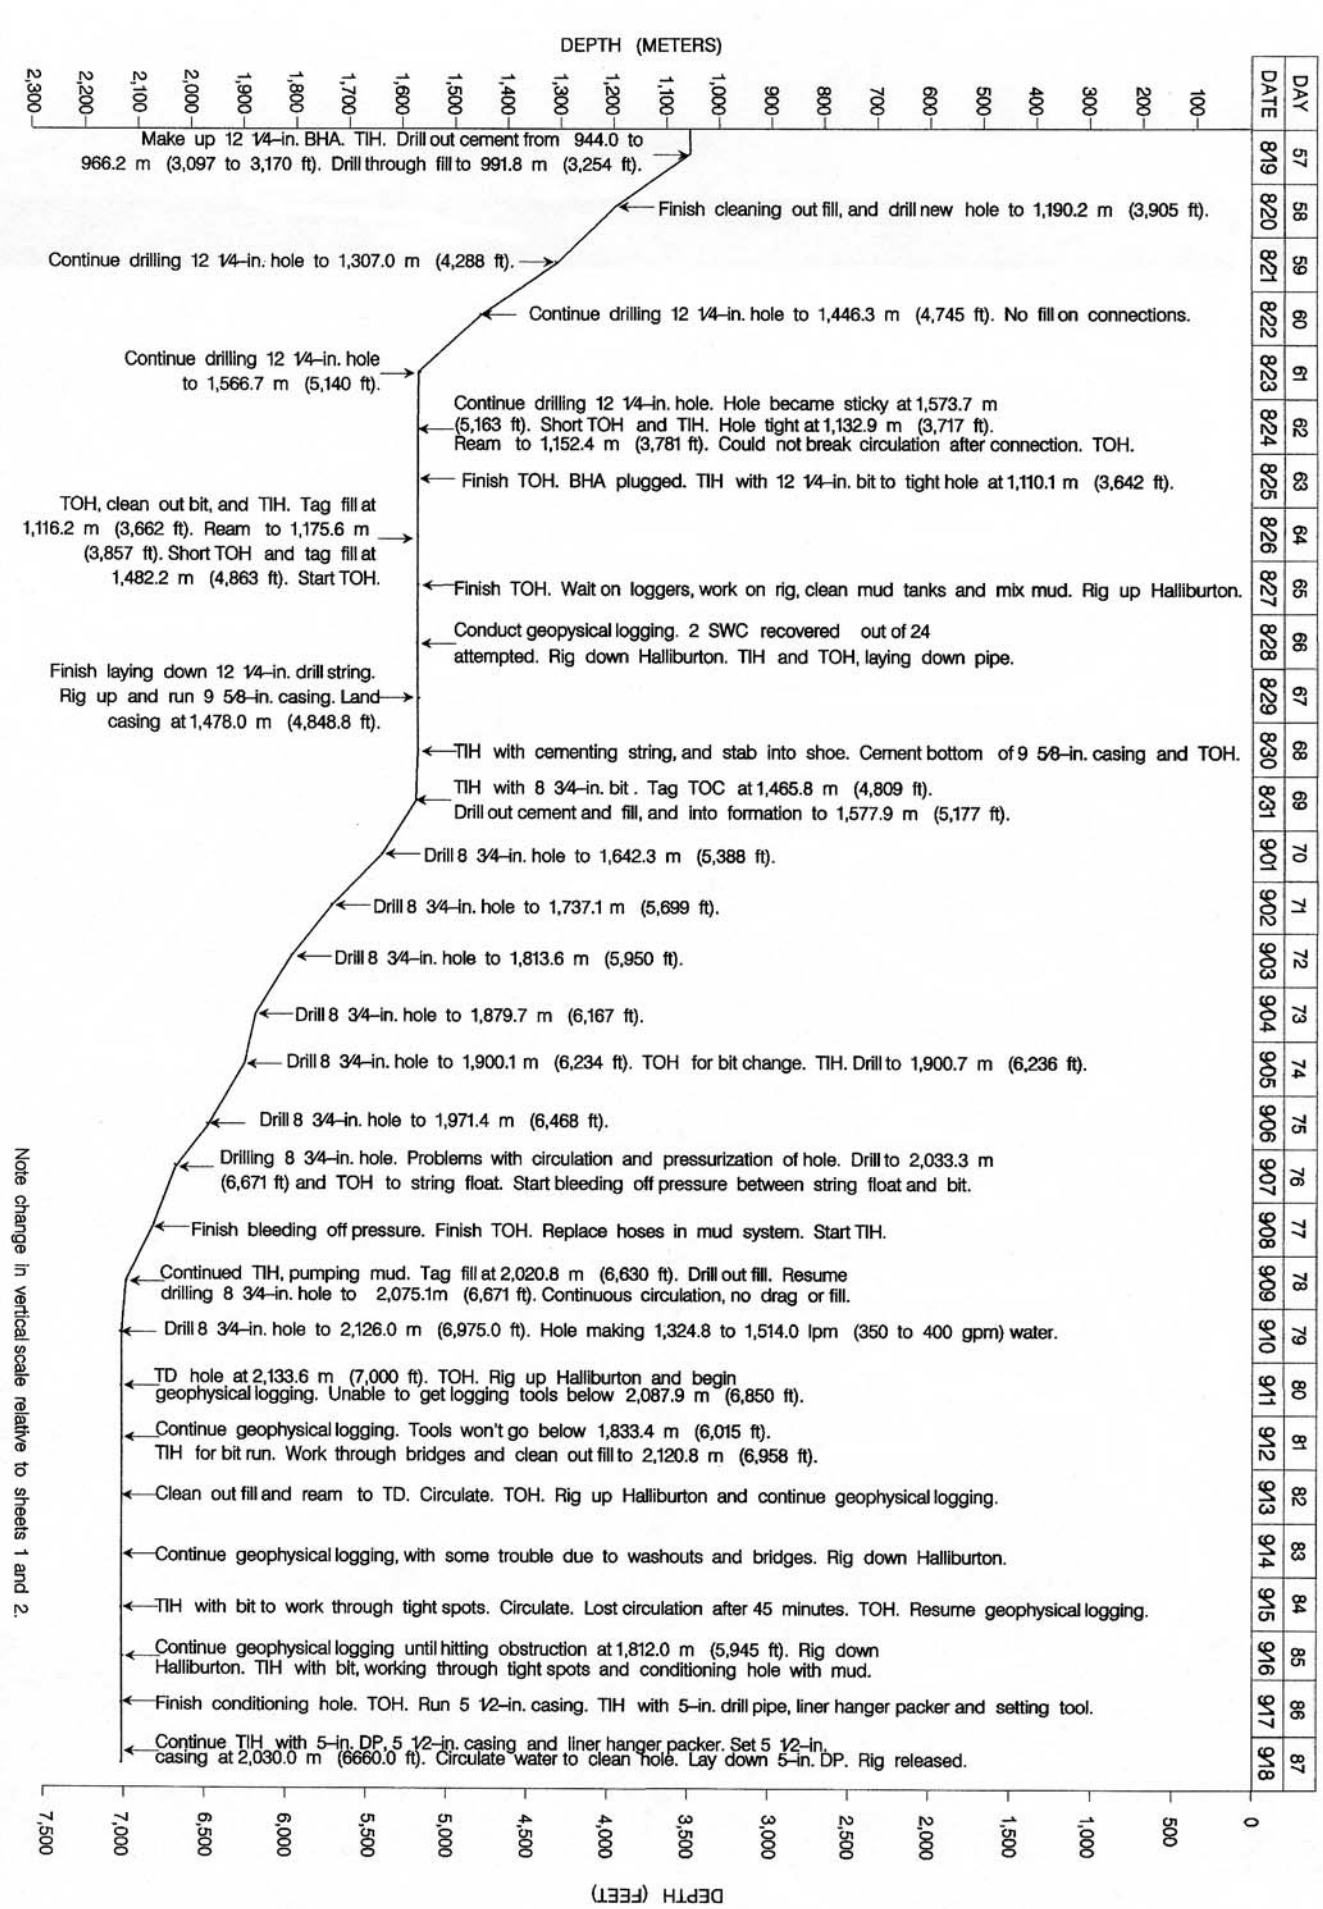 DEPTH (METERS)
2,300 2,200 2,100 2,000 1,900 1,800 1,700 1,600 1,500 1,400 1,300 1,200 1,100 1,000 900 800 700 600 500 400 300 200 100
DATE
DAY
8/19 57
Make up 12 1/4-in. BHA. TIH. Drill out cement from 944.0 to
966.2 m (3,097 to 3,170 ft). Drill through fill to 991.8 m (3,254 ft).
8/20 58
Finish cleaning out fill, and drill new hole to 1,190.2 m (3,905 ft).
8/21 59
Continue drilling 12 1/4-in. hole to 1,307.0 m (4,288 ft).
8/22 60
Continue drilling 12 1/4-in. hole to 1,446.3 m (4,745 ft). No fill on connections.
8/23 61
Continue drilling 12 1/4-in. hole
to 1,566.7 m (5,140 ft).
8/24 62
Continue drilling 12 1/4-in. hole. Hole became sticky at 1,573.7 m
(5,163 ft). Short TOH and TIH. Hole tight at 1,132.9 m (3,717 ft).
Ream to 1,152.4 m (3,781 ft). Could not break circulation after connection. TOH.
8/25 63
Finish TOH. BHA plugged. TIH with 12 1/4-in. bit to tight hole at 1,110.1 m (3,642 ft).
8/26 64
TOH, clean out bit, and TIH. Tag fill at
1,116.2 m (3,662 ft). Ream to 1,175.6 m
(3,857 ft). Short TOH and tag fill at
1,482.2 m (4,863 ft). Start TOH.
8/27 65
Finish TOH. Wait on loggers, work on rig, clean mud tanks and mix mud. Rig up Halliburton.
8/28 66
Conduct geopysical logging. 2 SWC recovered out of 24
attempted. Rig down Halliburton. TIH and TOH, laying down pipe.
8/29 67
Finish laying down 12 1/4-in. drill string.
Rig up and run 9 5/8-in. casing. Land
casing at 1,478.0 m (4,848.8 ft).
8/30 68
TIH with cementing string, and stab into shoe. Cement bottom of 9 5/8-in. casing and TOH.
8/31 69
TIH with 8 3/4-in. bit. Tag TOC at 1,465.8 m (4,809 ft).
Drill out cement and fill, and into formation to 1,577.9 m (5,177 ft).
9/01 70
Drill 8 3/4-in. hole to 1,642.3 m (5,388 ft).
9/02 71
Drill 8 3/4-in. hole to 1,737.1 m (5,699 ft).
9/03 72
Drill 8 3/4-in. hole to 1,813.6 m (5,950 ft).
9/04 73
Drill 8 3/4-in. hole to 1,879.7 m (6,167 ft).
9/05 74
Drill 8 3/4-in. hole to 1,900.1 m (6,234 ft). TOH for bit change. TIH. Drill to 1,900.7 m (6,236 ft).
9/06 75
Drill 8 3/4-in. hole to 1,971.4 m (6,468 ft).
9/07 76
Drilling 8 3/4-in. hole. Problems with circulation and pressurization of hole. Drill to 2,033.3 m
(6,671 ft) and TOH to string float. Start bleeding off pressure between string float and bit.
9/08 77
Finish bleeding off pressure. Finish TOH. Replace hoses in mud system. Start TIH.
9/09 78
Continued TIH, pumping mud. Tag fill at 2,020.8 m (6,630 ft). Drill out fill. Resume
drilling 8 3/4-in. hole to 2,075.1m (6,671 ft). Continuous circulation, no drag or fill.
9/10 79
Drill 8 3/4-in. hole to 2,126.0 m (6,975.0 ft). Hole making 1,324.8 to 1,514.0 lpm (350 to 400 gpm) water.
9/11 80
TD hole at 2,133.6 m (7,000 ft). TOH. Rig up Halliburton and begin
geophysical logging. Unable to get logging tools below 2,087.9 m (6,850 ft).
9/12 81
Continue geophysical logging. Tools won't go below 1,833.4 m (6,015 ft).
TIH for bit run. Work through bridges and clean out fill to 2,120.8 m (6,958 ft).
9/13 82
Clean out fill and ream to TD. Circulate. TOH. Rig up Halliburton and continue geophysical logging.
9/14 83
Continue geophysical logging, with some trouble due to washouts and bridges. Rig down Halliburton.
9/15 84
TIH with bit to work through tight spots. Circulate. Lost circulation after 45 minutes. TOH. Resume geophysical logging.
9/16 85
Continue geophysical logging until hitting obstruction at 1,812.0 m (5,945 ft). Rig down
Halliburton. TIH with bit, working through tight spots and conditioning hole with mud.
9/17 86
Finish conditioning hole. TOH. Run 5 1/2-in. casing. TIH with 5-in. drill pipe, liner hanger packer and setting tool.
9/18 87
Continue TIH with 5-in. DP, 5 1/2-in. casing and liner hanger packer. Set 5 1/2-in.
casing at 2,030.0 m (6660.0 ft). Circulate water to clean hole. Lay down 5-in. DP. Rig released.
7,500 7,000 6,500 6,000 5,500 5,000 4,500 4,000 3,500 3,000 2,500 2,000 1,500 1,000 500 0
DEPTH (FEET)
Note change in vertical scale relative to sheets 1 and 2.